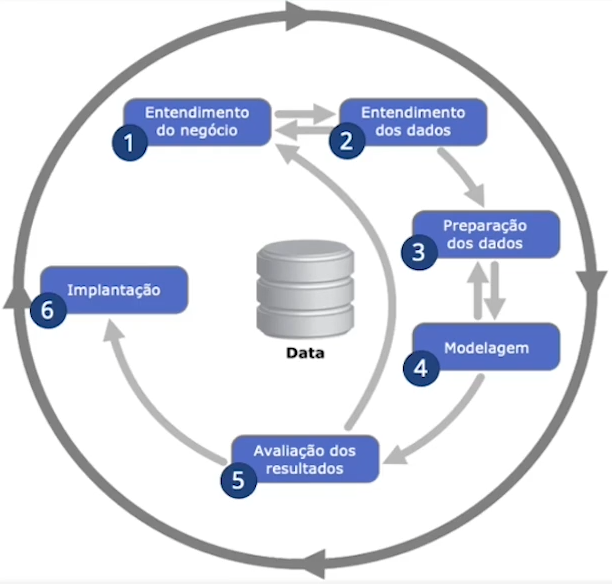 Entendimento
do negócio
1
Entendimento
dos dados
2
Preparação
dos dados
3
Modelagem
4
Avaliação dos
resultados
5
Implantação
6
Data